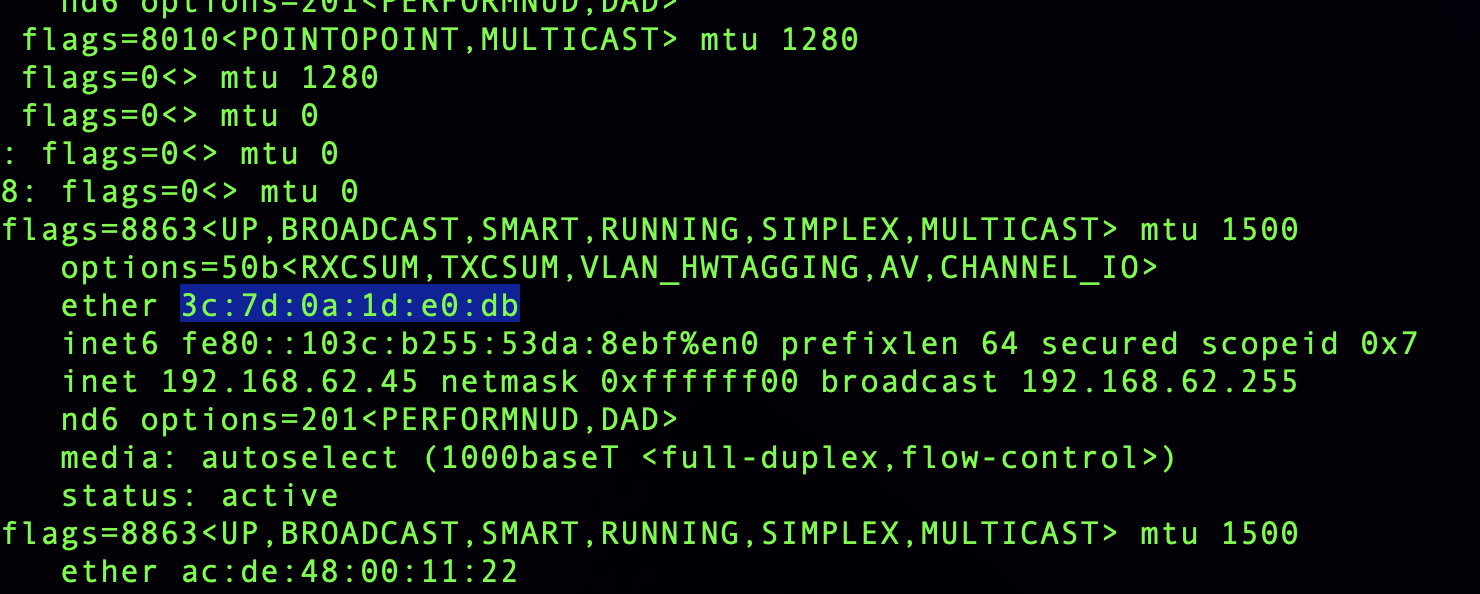 nd6 options=201<PERFORMNUD,DAD>
flags=8010<POINTOPOINT,MULTICAST> mtu 1280
flags=0<> mtu 1280
flags=0<> mtu 0
: flags=0<> mtu 0
8: flags=0<> mtu 0
flags=8863<UP,BROADCAST,SMART,RUNNING,SIMPLEX,MULTICAST> mtu 1500
options=50b<RXCSUM,TXCSUM,VLAN_HWTAGGING,AV,CHANNEL_IO>
ether 3c:7d:0a:1d:e0:db
inet6 fe80::103c:b255:53da:8ebf%en0 prefixlen 64 secured scopeid 0x7
inet 192.168.62.45 netmask 0xffffff00 broadcast 192.168.62.255
nd6 options=201<PERFORMNUD,DAD>
media: autoselect (1000baseT <full-duplex,flow-control>)
status: active
flags=8863<UP,BROADCAST,SMART,RUNNING,SIMPLEX,MULTICAST> mtu 1500
ether ac:de:48:00:11:22